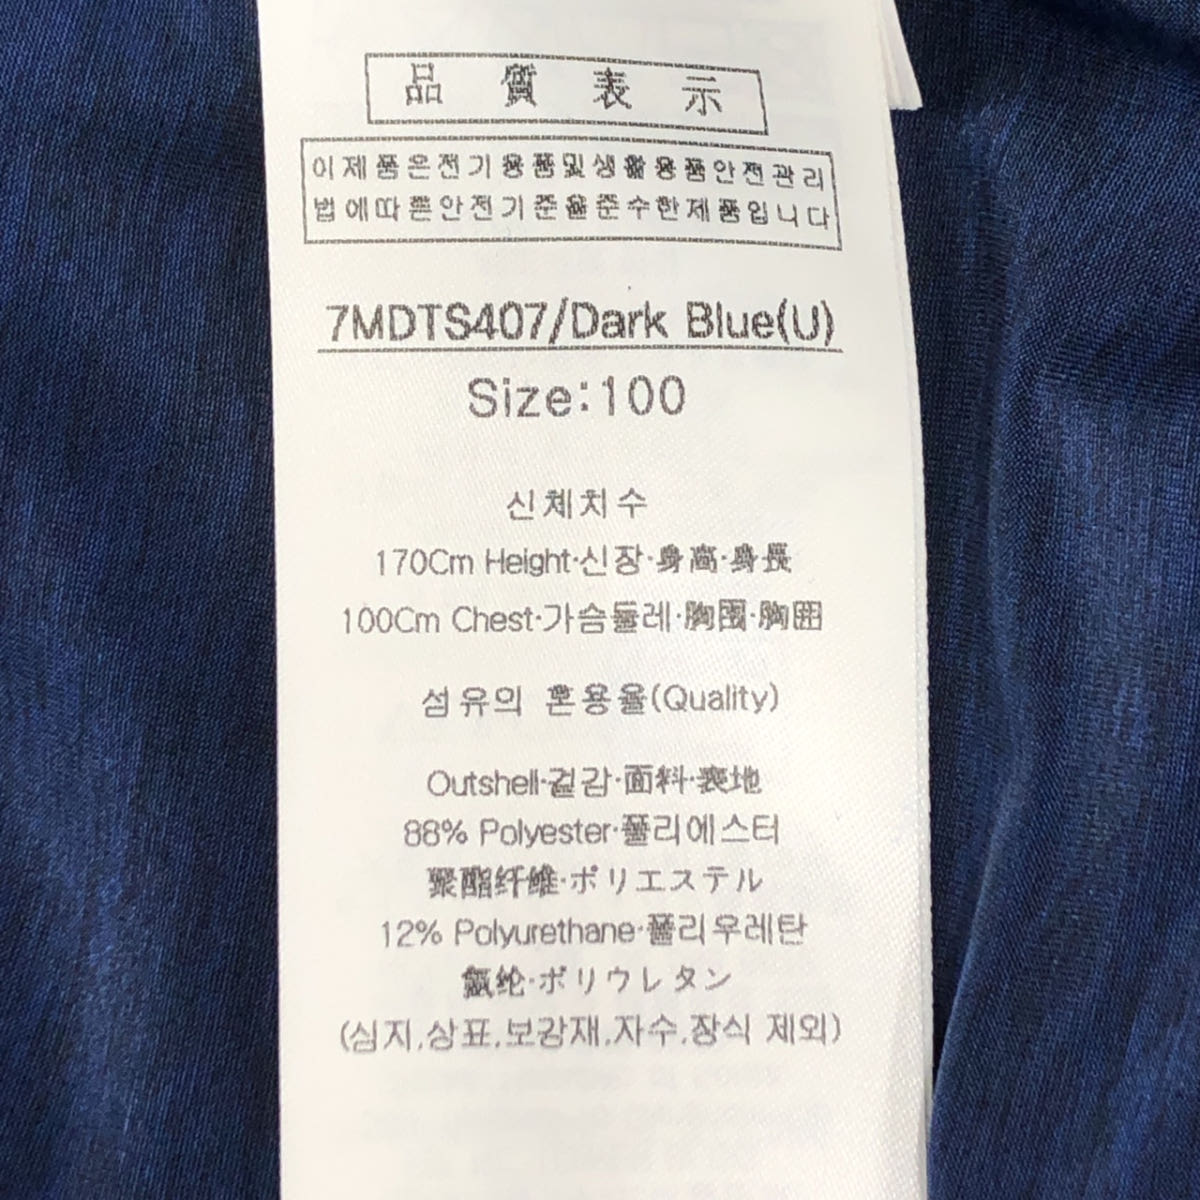 品質表示
이제품은전기용품및생활용품안전관리
법에따른안전기준을준수한제품입니다
7MDTS407/Dark Blue(U)
Size:100
신체치수
170Cm Height·신장·身高·身長
100Cm Chest·가슴둘레·胸围·胸囲
섬유의 혼용율(Quality)
Outshell·겉감·面料·表地
88% Polyester·폴리에스터
聚酯纤维·ポリエステル
12% Polyurethane·폴리우레탄
氨纶·ポリウレタン
(심지,상표,보강재,자수,장식 제외)